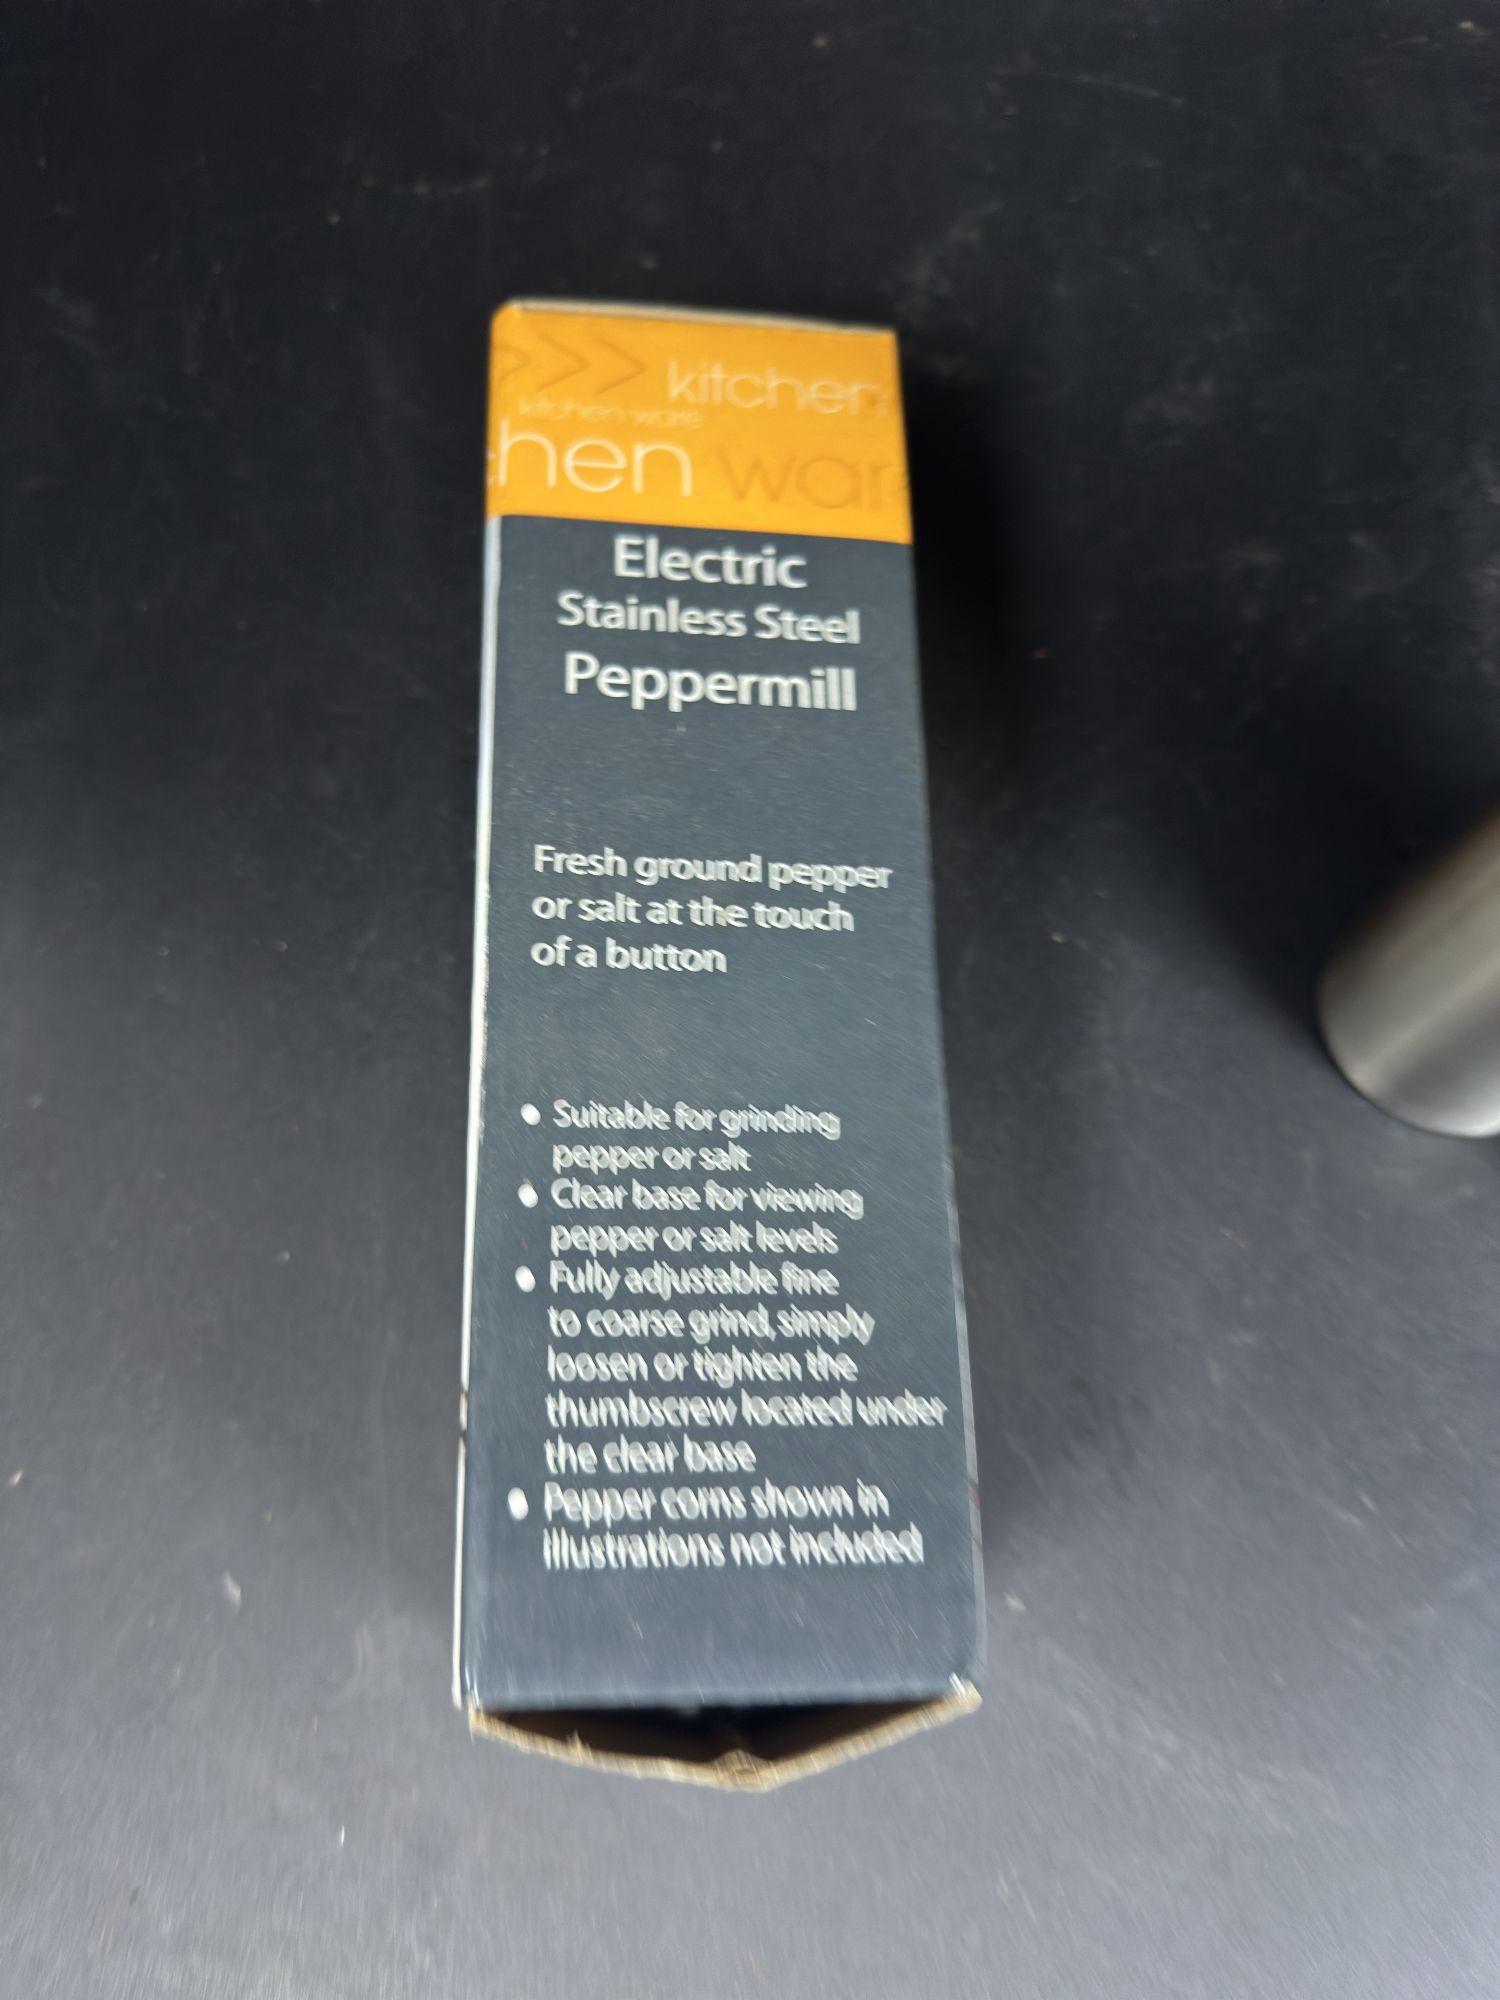 kitchen
kitchen ware
hen war
Electric
Stainless Steel
Peppermill
Fresh ground pepper
or salt at the touch
of a button
• Suitable for grinding
pepper or salt
• Clear base for viewing
pepper or salt levels
• Fully adjustable fine
to coarse grind, simply
loosen or tighten the
thumbscrew located under
the clear base
• Pepper corns shown in
illustrations not included